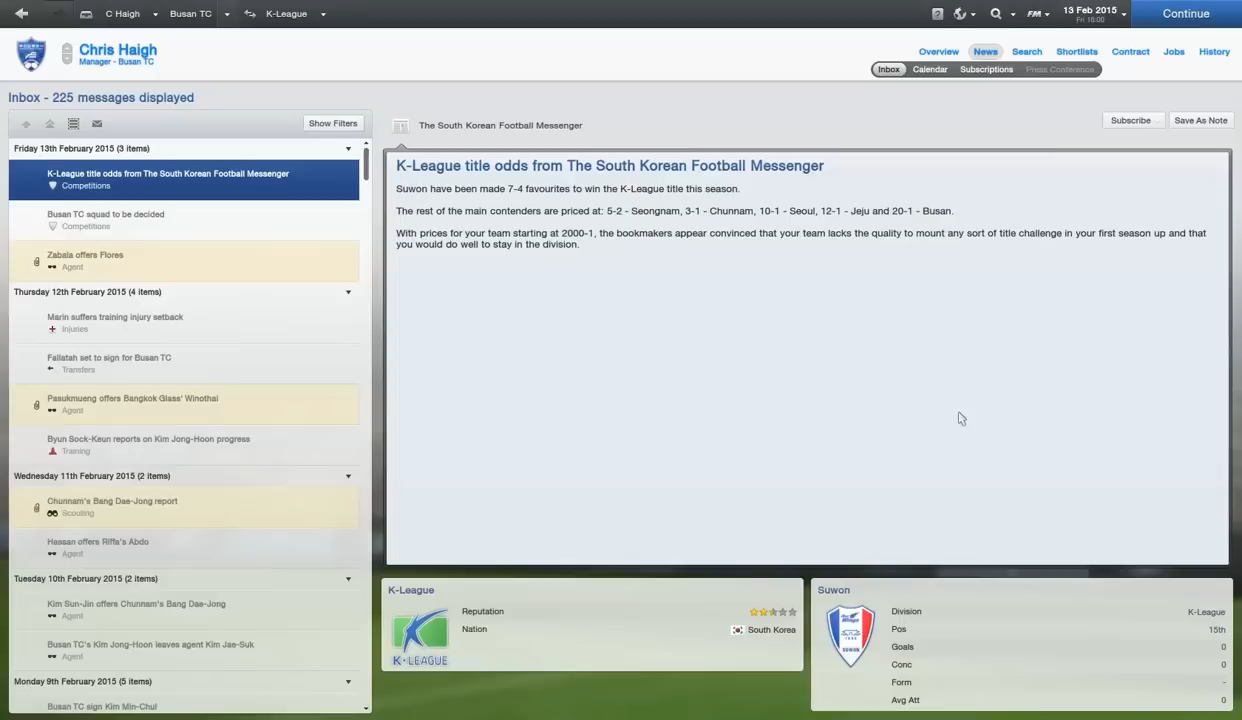 C Haigh
Busan TC
K-League
FM
13 Feb 2015
Fri 18:00
Continue
Chris Haigh
Manager - Busan TC
Overview
News
Search
Shortlists
Contract
Jobs
History
Inbox
Calendar
Subscriptions
Press Conference
Inbox - 225 messages displayed
Show Filters
Friday 13th February 2015 (3 items)
K-League title odds from The South Korean Football Messenger
Competitions
Busan TC squad to be decided
Competitions
Zabala offers Flores
Agent
Thursday 12th February 2015 (4 items)
Marin suffers training injury setback
Injuries
Fallatah set to sign for Busan TC
Transfers
Pasukmueng offers Bangkok Glass' Winothai
Agent
Byun Sock-Keun reports on Kim Jong-Hoon progress
Training
Wednesday 11th February 2015 (2 items)
Chunnam's Bang Dae-Jong report
Scouting
Hassan offers Riffa's Abdo
Agent
Tuesday 10th February 2015 (2 items)
Kim Sun-Jin offers Chunnam's Bang Dae-Jong
Agent
Busan TC's Kim Jong-Hoon leaves agent Kim Jae-Suk
Agent
Monday 9th February 2015 (5 items)
Busan TC sign Kim Min-Chul
The South Korean Football Messenger
Subscribe
Save As Note
K-League title odds from The South Korean Football Messenger
Suwon have been made 7-4 favourites to win the K-League title this season.
The rest of the main contenders are priced at: 5-2 - Seongnam, 3-1 - Chunnam, 10-1 - Seoul, 12-1 - Jeju and 20-1 - Busan.
With prices for your team starting at 2000-1, the bookmakers appear convinced that your team lacks the quality to mount any sort of title challenge in your first season up and that
you would do well to stay in the division.
K-League
Reputation
Nation
South Korea
K·LEAGUE
Suwon
Division
K-League
Pos
15th
Goals
0
Conc
0
Form
-
Avg Att
0
SUWON